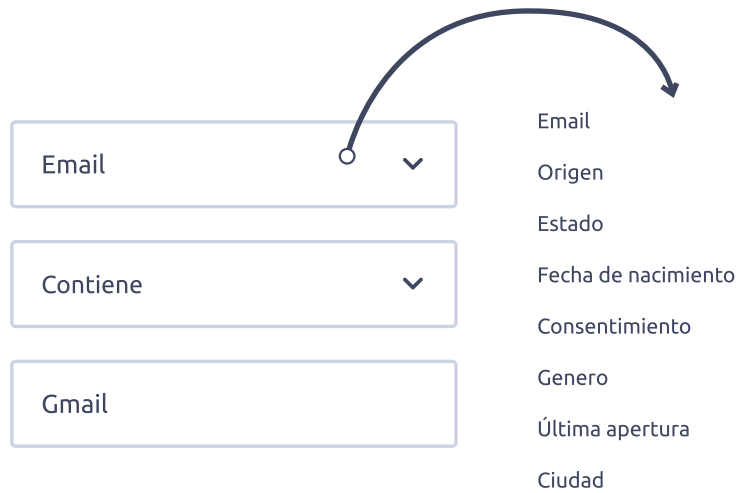 Email
Contiene
Gmail
Email
Origen
Estado
Fecha de nacimiento
Consentimiento
Genero
Última apertura
Ciudad